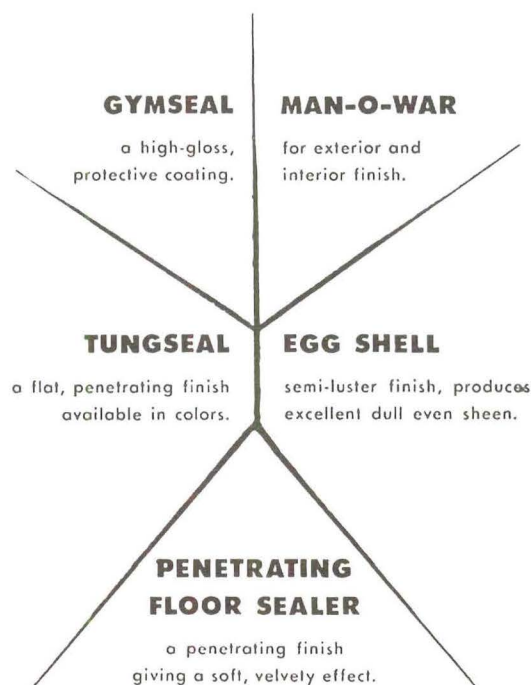 GYMSEAL
a high-gloss,
protective coating.
MAN-O-WAR
for exterior and
interior finish.
TUNGSEAL
a flat, penetrating finish
available in colors.
EGG SHELL
semi-luster finish, produces
excellent dull even sheen.
PENETRATING
FLOOR SEALER
a penetrating finish
giving a soft, velvety effect.